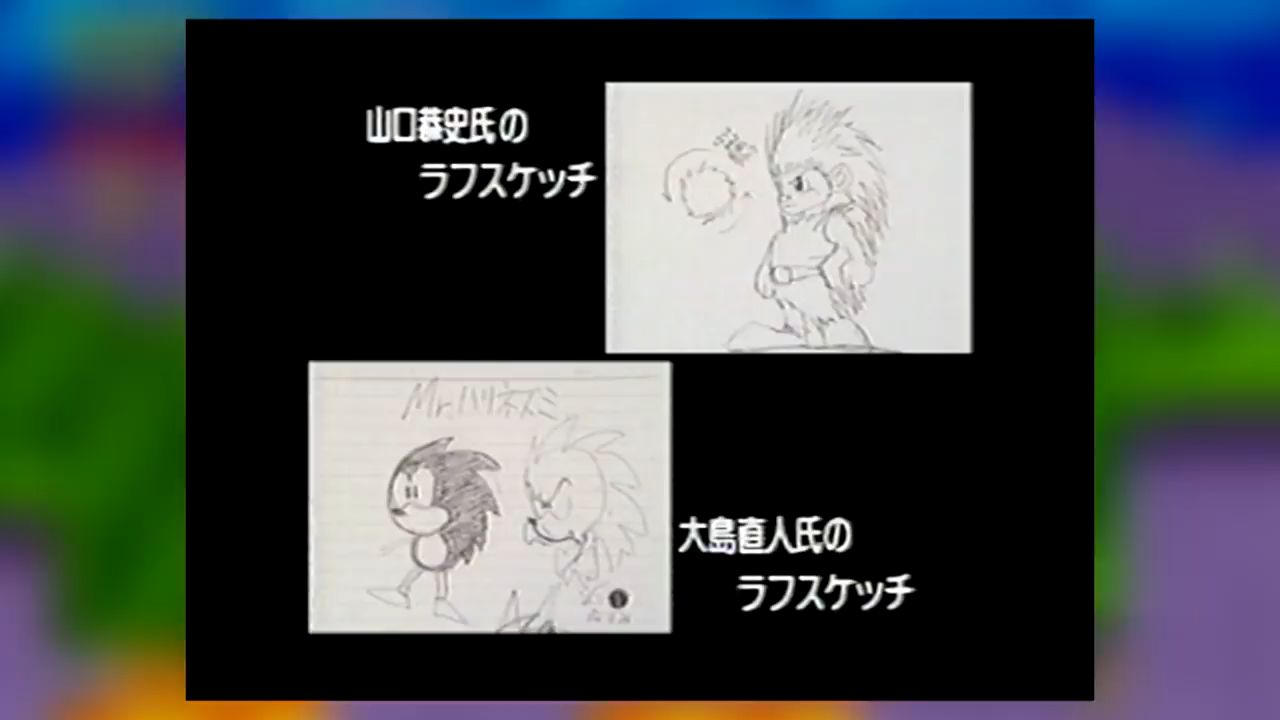 山口恭史氏の
ラフスケッチ
Mr.ハリネズミ
大島直人氏の
ラフスケッチ